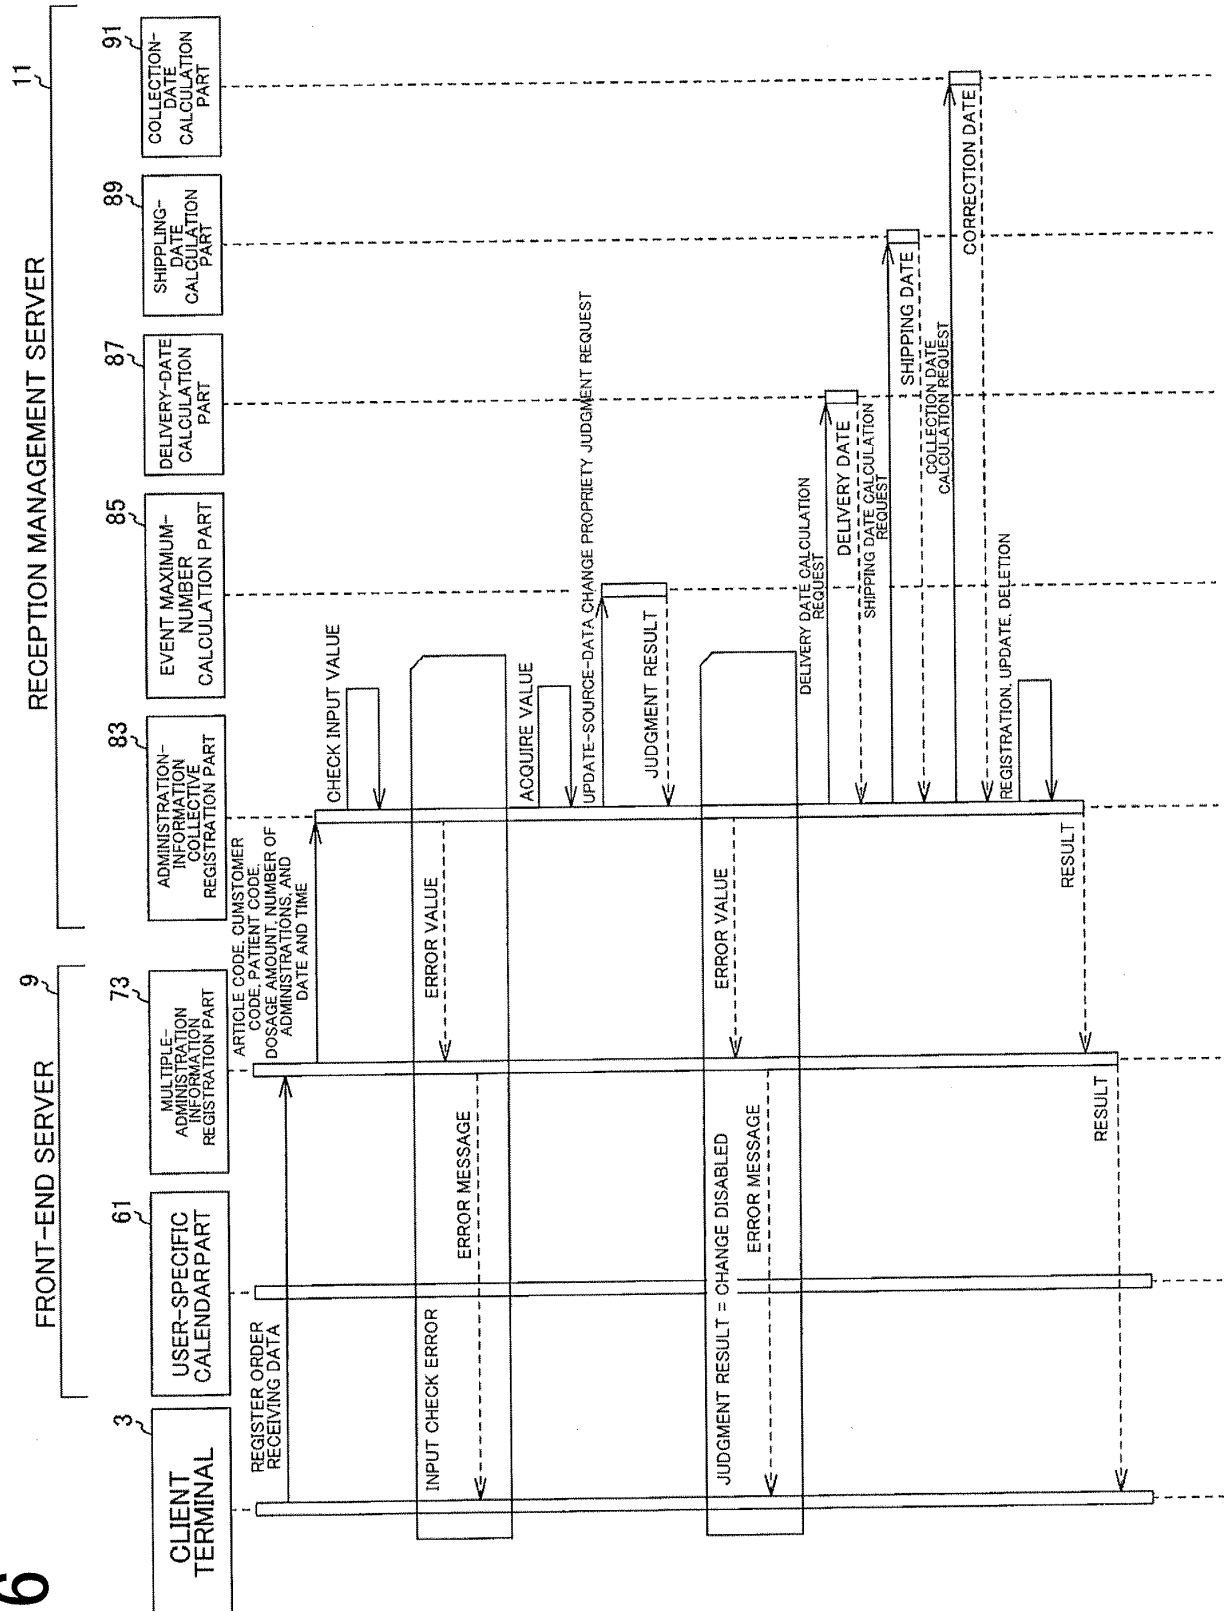 6
FRONT-END SERVER
9
RECEPTION MANAGEMENT SERVER
11
3
CLIENT
TERMINAL
61
USER-SPECIFIC
CALENDARPART
73
MULTIPLE-
ADMINISTRATION
INFORMATION
REGISTRATION PART
83
ADMINISTRATION-
INFORMATION
COLLECTIVE
REGISTRATION PART
85
EVENT MAXIMUM-
NUMBER
CALCULATION PART
87
DELIVERY-DATE
CALCULATION
PART
89
SHIPPLING-
DATE
CALCULATION
PART
91
COLLECTION-
DATE
CALCULATION
PART
REGISTER ORDER
RECEIVING DATA
ARTICLE CODE, CUMSTOMER
CODE, PATIENT CODE,
DOSAGE AMOUNT, NUMBER OF
ADMINISTRATIONS, AND
DATE AND TIME
CHECK INPUT VALUE
INPUT CHECK ERROR
ERROR VALUE
ERROR MESSAGE
ACQUIRE VALUE
UPDATE-SOURCE-DATA CHANGE PROPRIETY JUDGMENT REQUEST
JUDGMENT RESULT
JUDGMENT RESULT = CHANGE DISABLED
ERROR VALUE
ERROR MESSAGE
DELIVERY DATE CALCULATION
REQUEST
DELIVERY DATE
SHIPPING DATE CALCULATION
REQUEST
SHIPPING DATE
COLLECTION DATE
CALCULATION REQUEST
CORRECTION DATE
REGISTRATION, UPDATE, DELETION
RESULT
RESULT